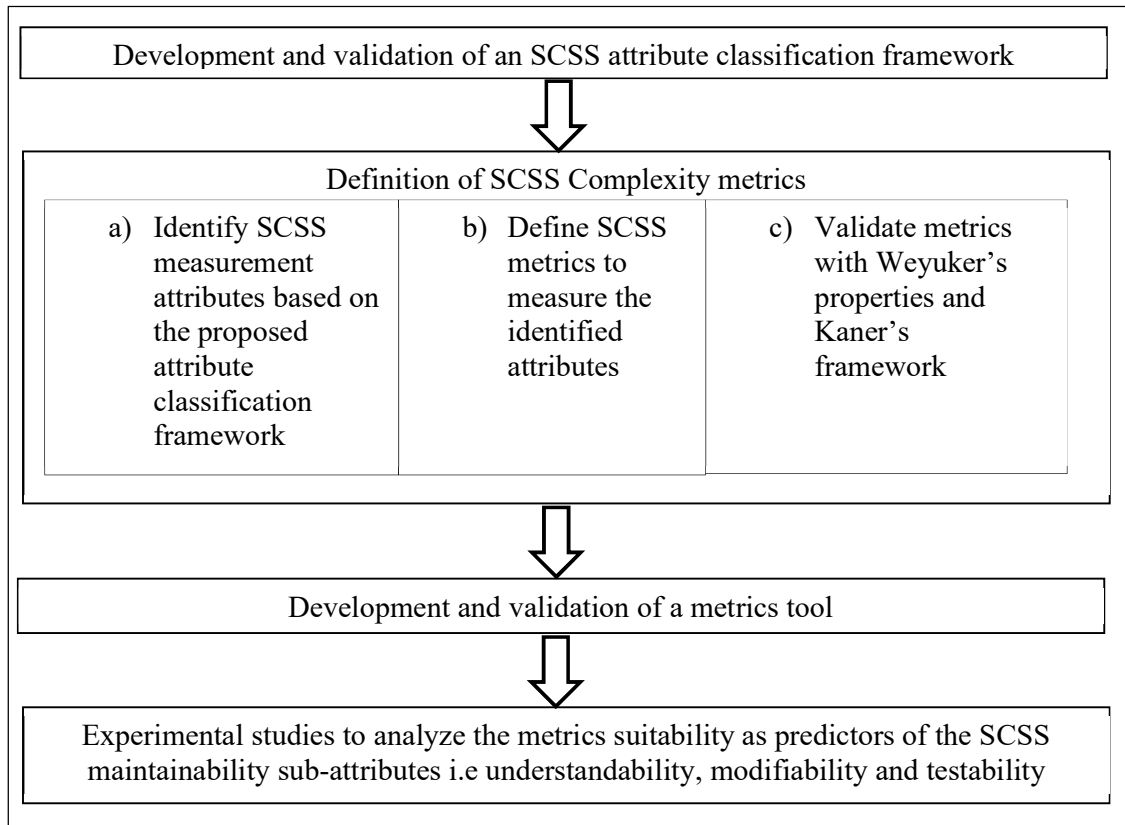 Development and validation of an SCSS attribute classification framework
Definition of SCSS Complexity metrics
a) Identify SCSS
measurement
attributes based on
the proposed
attribute
classification
framework
b) Define SCSS
metrics to
measure the
identified
attributes
c) Validate metrics
with Weyuker’s
properties and
Kaner’s
framework
Development and validation of a metrics tool
Experimental studies to analyze the metrics suitability as predictors of the SCSS
maintainability sub-attributes i.e understandability, modifiability and testability